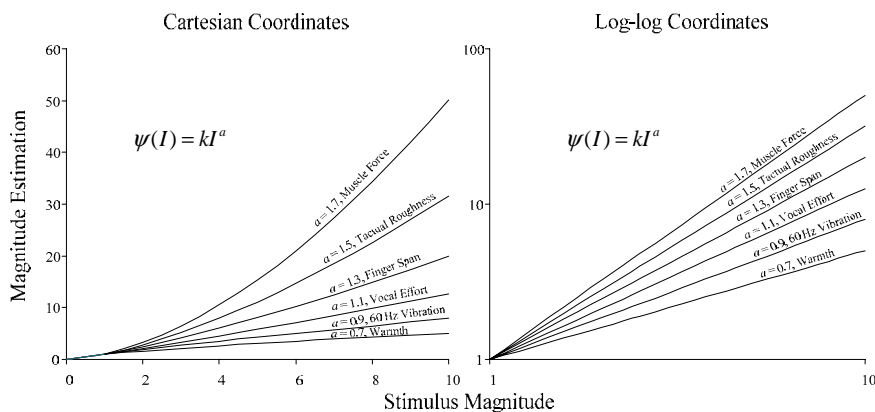 Cartesian Coordinates
Log-log Coordinates
Magnitude Estimation
60
50
40
30
20
10
0
0
2
4
6
8
10
ψ(I) = kI^a
a = 1.7, Muscle Force
a = 1.5, Tactual Roughness
a = 1.3, Finger Span
a = 1.1, Vocal Effort
a = 0.9, 60 Hz Vibration
a = 0.7, Warmth
100
10
1
1
10
ψ(I) = kI^a
a = 1.7, Muscle Force
a = 1.5, Tactual Roughness
a = 1.3, Finger Span
a = 1.1, Vocal Effort
a = 0.9, 60 Hz Vibration
a = 0.7, Warmth
Stimulus Magnitude